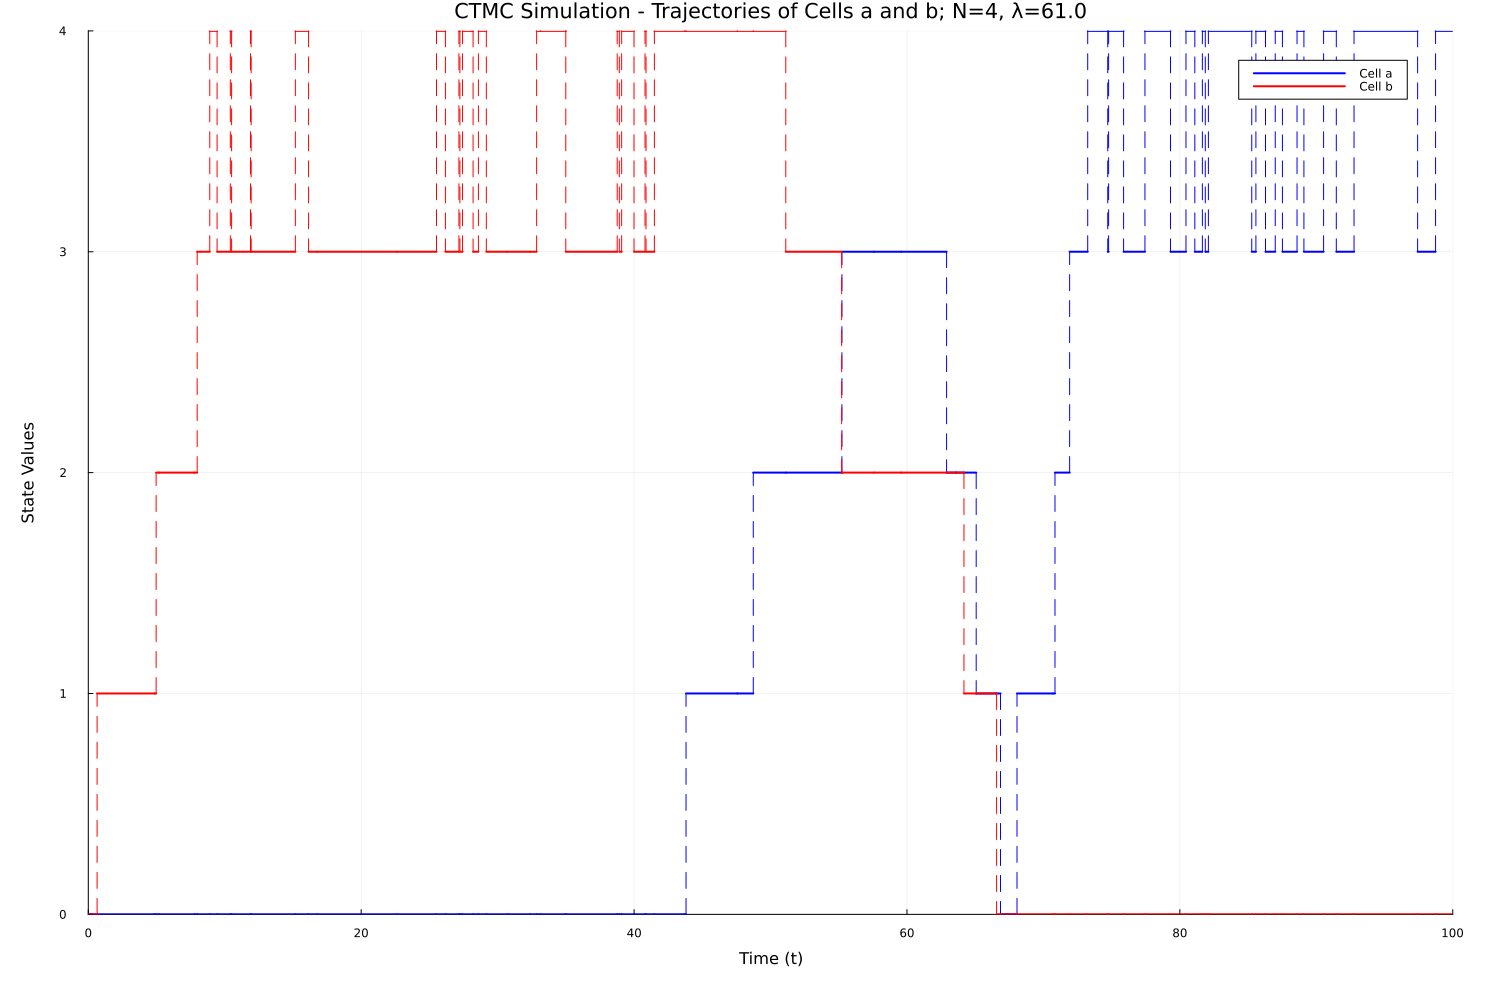 CTMC Simulation - Trajectories of Cells a and b; N=4, λ=61.0
4
Cell a
Cell b
3
2
State Values
1
0
0 20 40 60 80 100
Time (t)